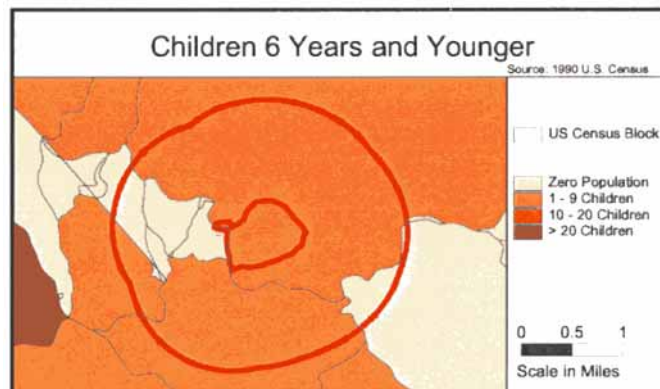 Children 6 Years and Younger
Source: 1990 U.S. Census
US Census Block
Zero Population
1 - 9 Children
10 - 20 Children
> 20 Children
0 0.5 1
Scale in Miles